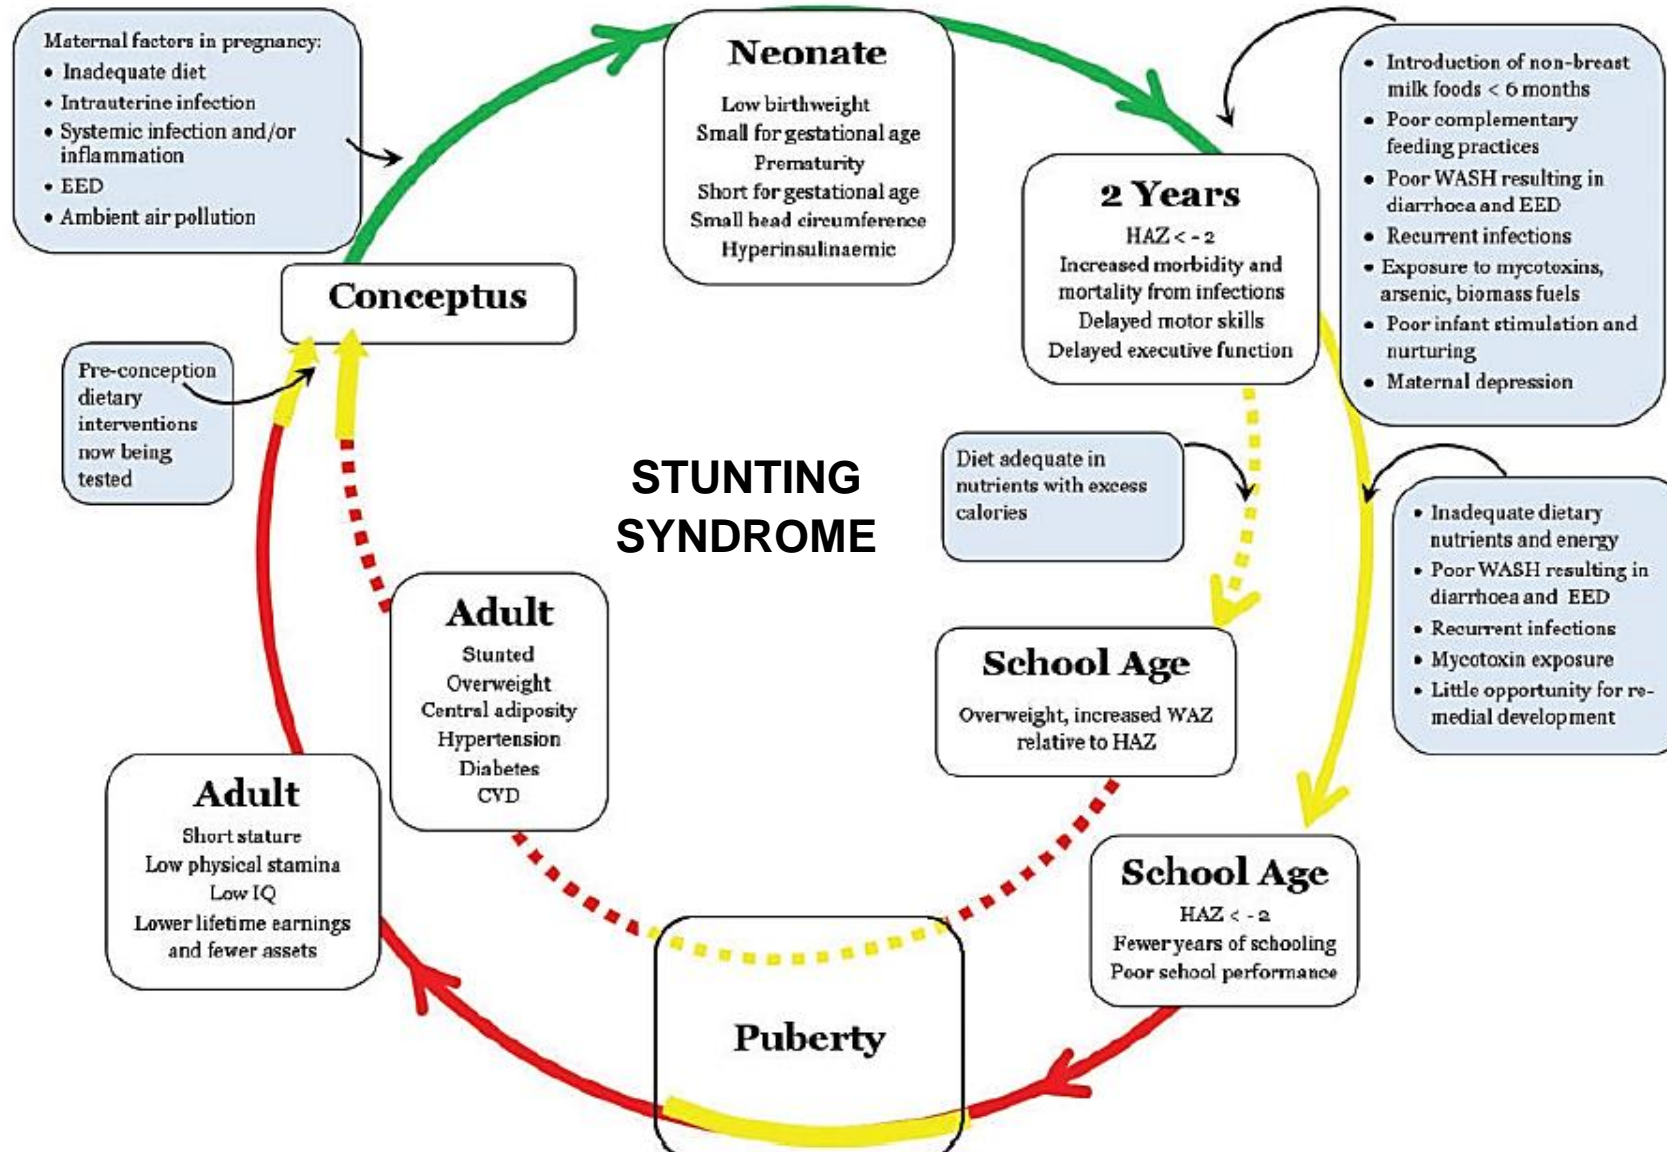 Maternal factors in pregnancy:
• Inadequate diet
• Intrauterine infection
• Systemic infection and/or
inflammation
• EED
• Ambient air pollution
Neonate
Low birthweight
Small for gestational age
Prematurity
Short for gestational age
Small head circumference
Hyperinsulinaemic
• Introduction of non-breast
milk foods < 6 months
• Poor complementary
feeding practices
• Poor WASH resulting in
diarrhoea and EED
• Recurrent infections
• Exposure to mycotoxins,
arsenic, biomass fuels
• Poor infant stimulation and
nurturing
• Maternal depression
2 Years
HAZ < - 2
Increased morbidity and
mortality from infections
Delayed motor skills
Delayed executive function
Conceptus
Pre-conception
dietary
interventions
now being
tested
STUNTING
SYNDROME
Diet adequate in
nutrients with excess
calories
• Inadequate dietary
nutrients and energy
• Poor WASH resulting in
diarrhoea and EED
• Recurrent infections
• Mycotoxin exposure
• Little opportunity for re-
medial development
Adult
Stunted
Overweight
Central adiposity
Hypertension
Diabetes
CVD
School Age
Overweight, increased WAZ
relative to HAZ
Adult
Short stature
Low physical stamina
Low IQ
Lower lifetime earnings
and fewer assets
School Age
HAZ < - 2
Fewer years of schooling
Poor school performance
Puberty